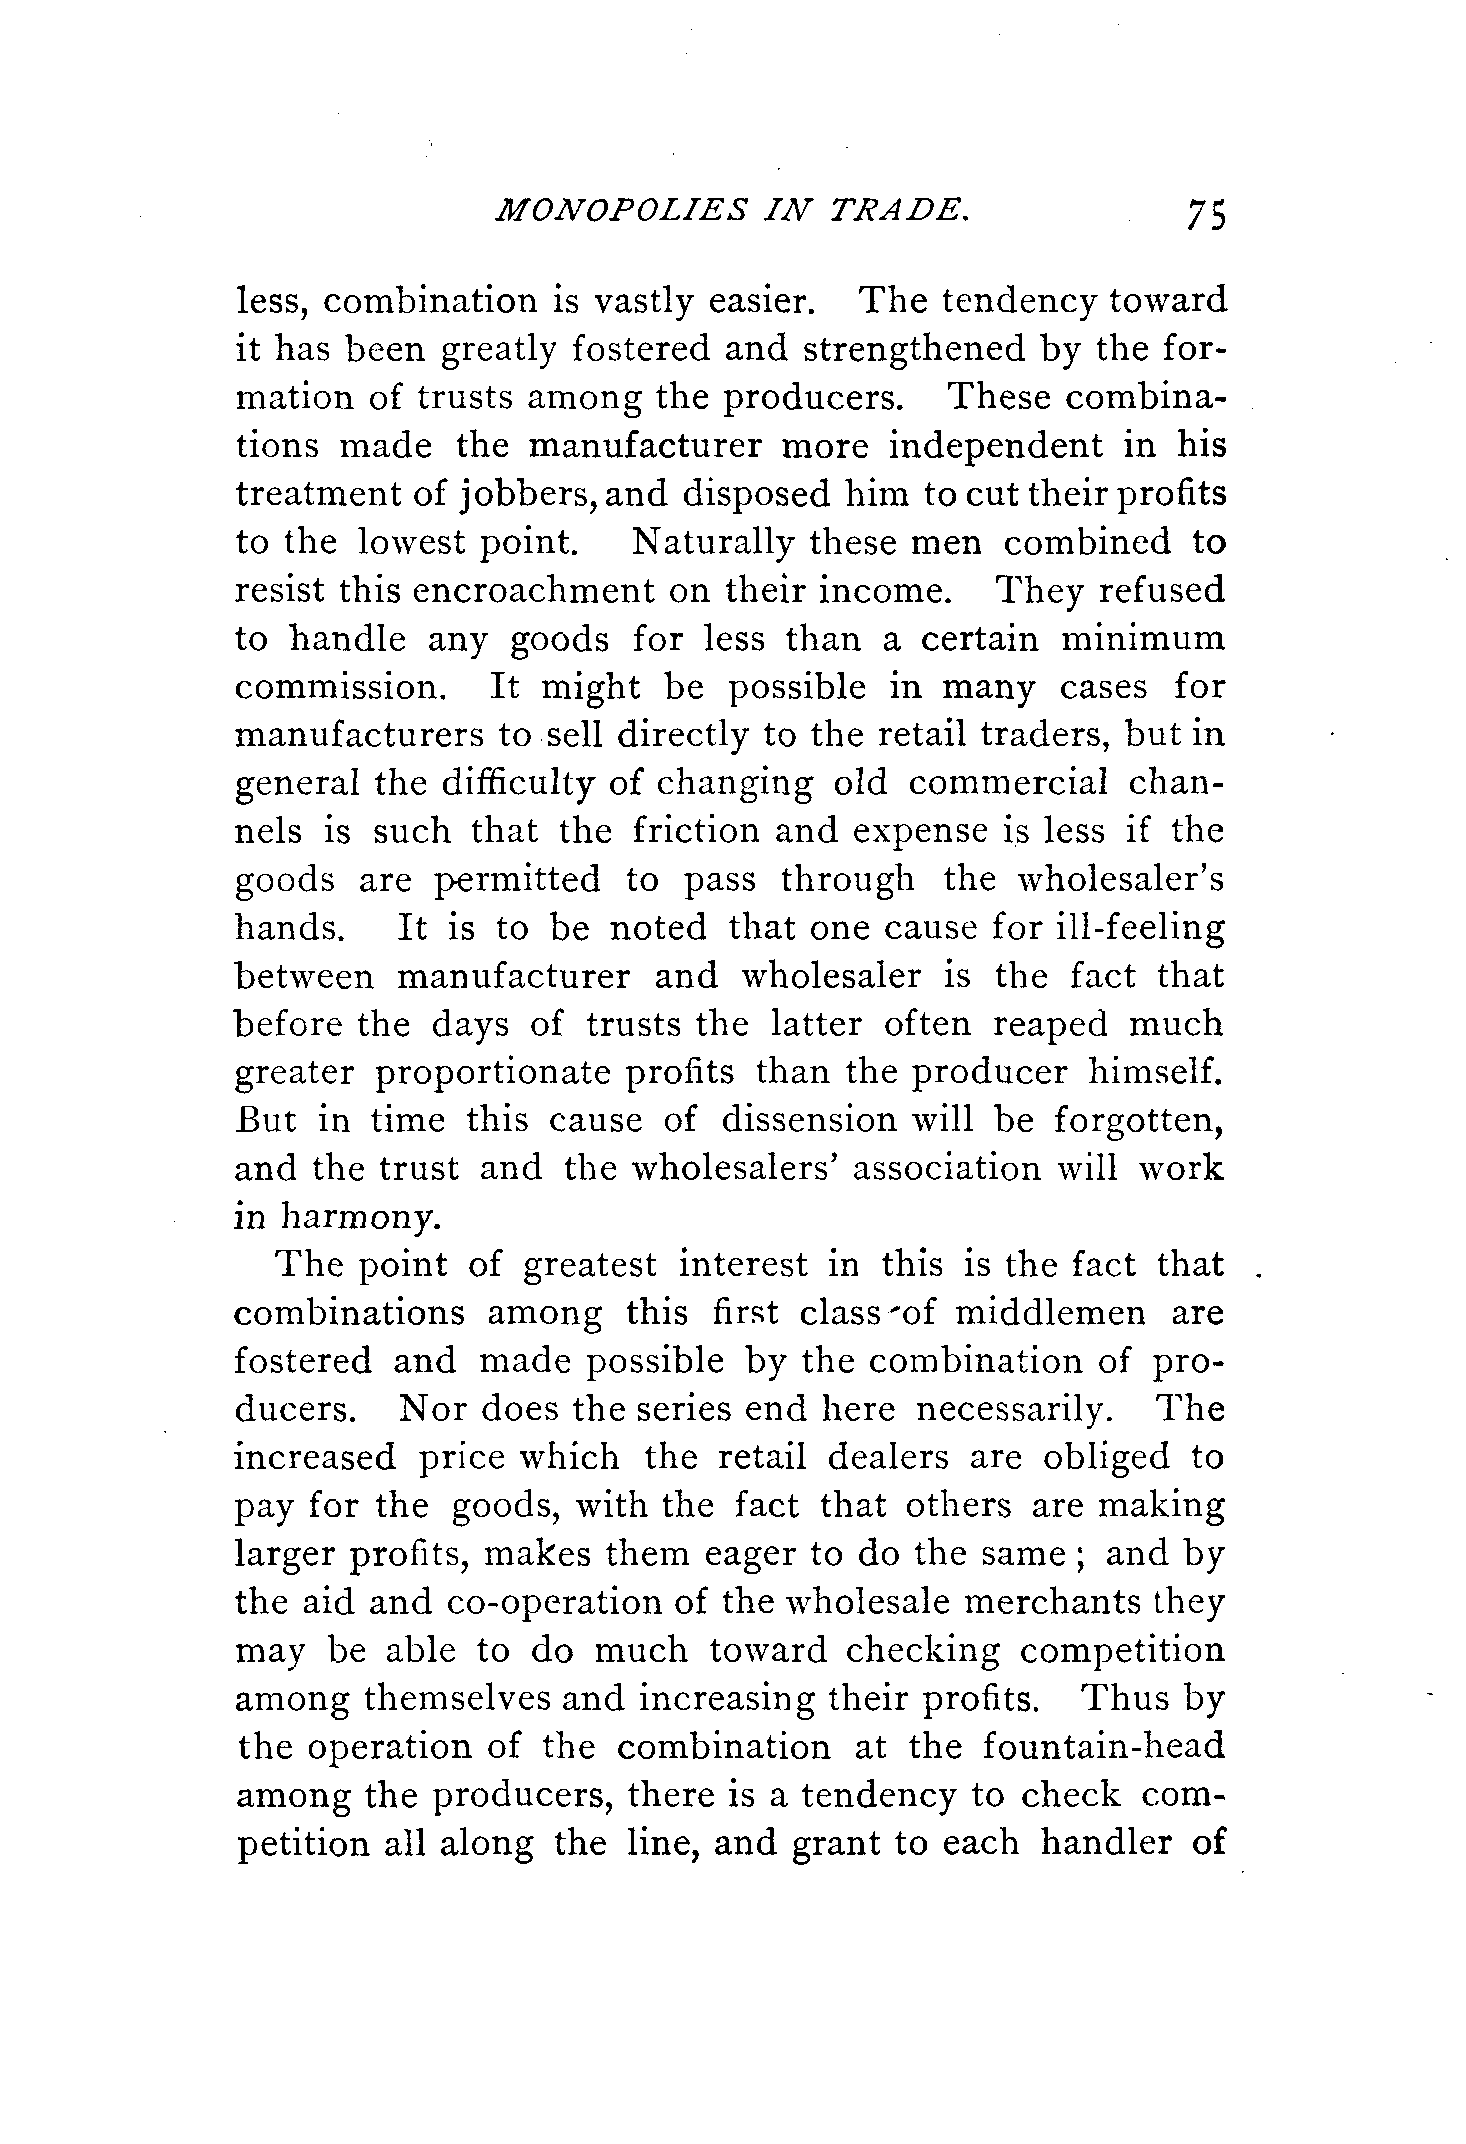 MONOPOLIES IN TRADE. 75
less, combination is vastly easier. The tendency toward
it has been greatly fostered and strengthened by the for-
mation of trusts among the producers. These combina-
tions made the manufacturer more independent in his
treatment of jobbers, and disposed him to cut their profits
to the lowest point. Naturally these men combined to
resist this encroachment on their income. They refused
to handle any goods for less than a certain minimum
commission. It might be possible in many cases for
manufacturers to sell directly to the retail traders, but in
general the difficulty of changing old commercial chan-
nels is such that the friction and expense is less if the
goods are permitted to pass through the wholesaler's
hands. It is to be noted that one cause for ill-feeling
between manufacturer and wholesaler is the fact that
before the days of trusts the latter often reaped much
greater proportionate profits than the producer himself.
But in time this cause of dissension will be forgotten,
and the trust and the wholesalers' association will work
in harmony.
The point of greatest interest in this is the fact that
combinations among this first class of middlemen are
fostered and made possible by the combination of pro-
ducers. Nor does the series end here necessarily. The
increased price which the retail dealers are obliged to
pay for the goods, with the fact that others are making
larger profits, makes them eager to do the same ; and by
the aid and co-operation of the wholesale merchants they
may be able to do much toward checking competition
among themselves and increasing their profits. Thus by
the operation of the combination at the fountain-head
among the producers, there is a tendency to check com-
petition all along the line, and grant to each handler of